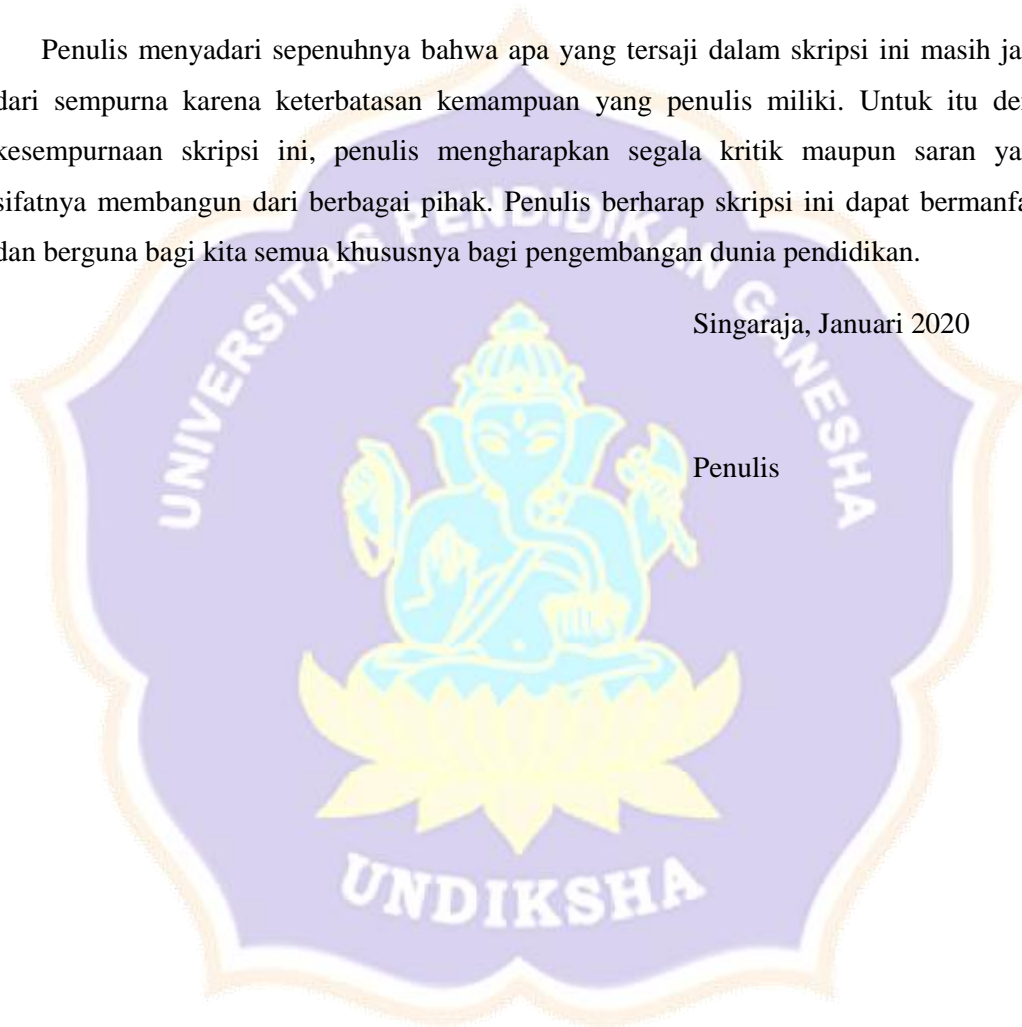 Penulis menyadari sepenuhnya bahwa apa yang tersaji dalam skripsi ini masih ja
dari sempurna karena keterbatasan kemampuan yang penulis miliki. Untuk itu de
kesempurnaan skripsi ini, penulis mengharapkan segala kritik maupun saran ya
sifatnya membangun dari berbagai pihak. Penulis berharap skripsi ini dapat bermanfa
dan berguna bagi kita semua khususnya bagi pengembangan dunia pendidikan.
Singaraja, Januari 2020
Penulis
UNIVERSITAS PENDIDIKAN GANESHA
UNDIKSHA